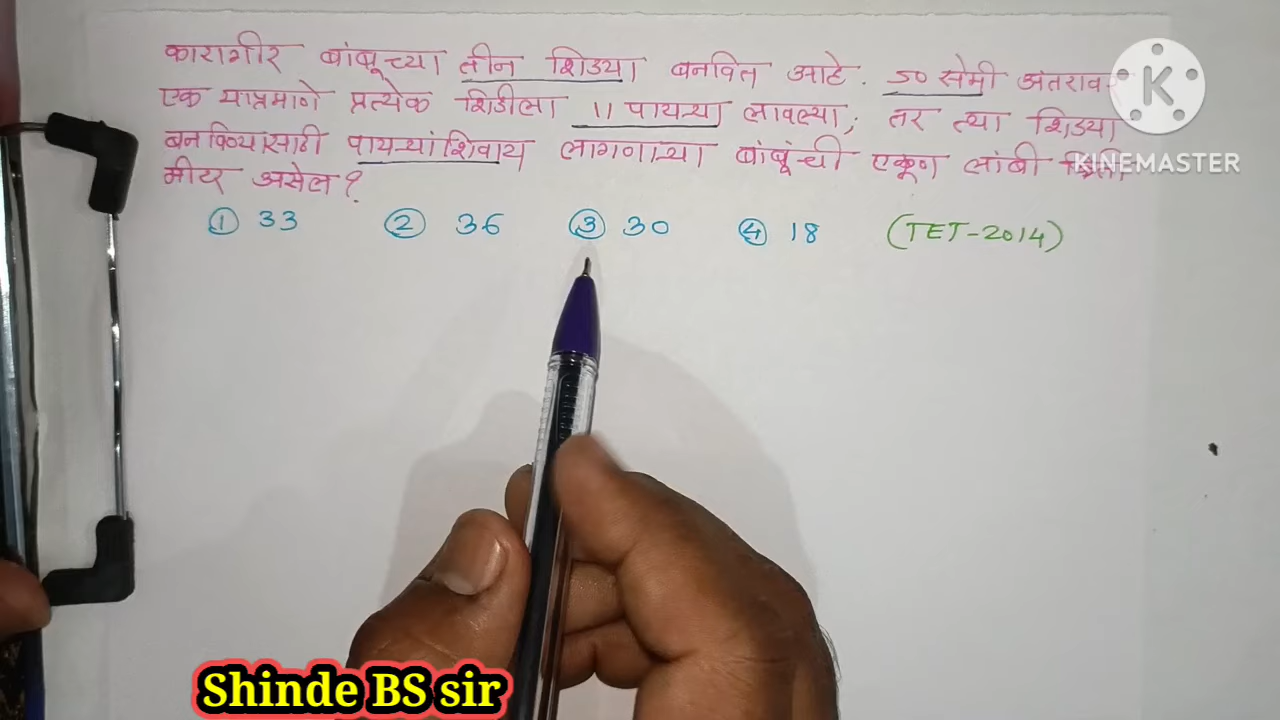 कारागीर बांबूच्या तीन शिड्या बनवित आहे. 50 सेमी अंतरावर
एक याप्रमाणे प्रत्येक शिडीला 11 पायऱ्या लावल्या, तर त्या शिड्या
बनविण्यासाठी पायऱ्यांशिवाय लागणाऱ्या बांबूंची एकूण लांबी किती
मीटर असेल?
① 33 ② 36 ③ 30 ④ 18 (TET-2014)
K
KINEMASTER
Shinde BS sir